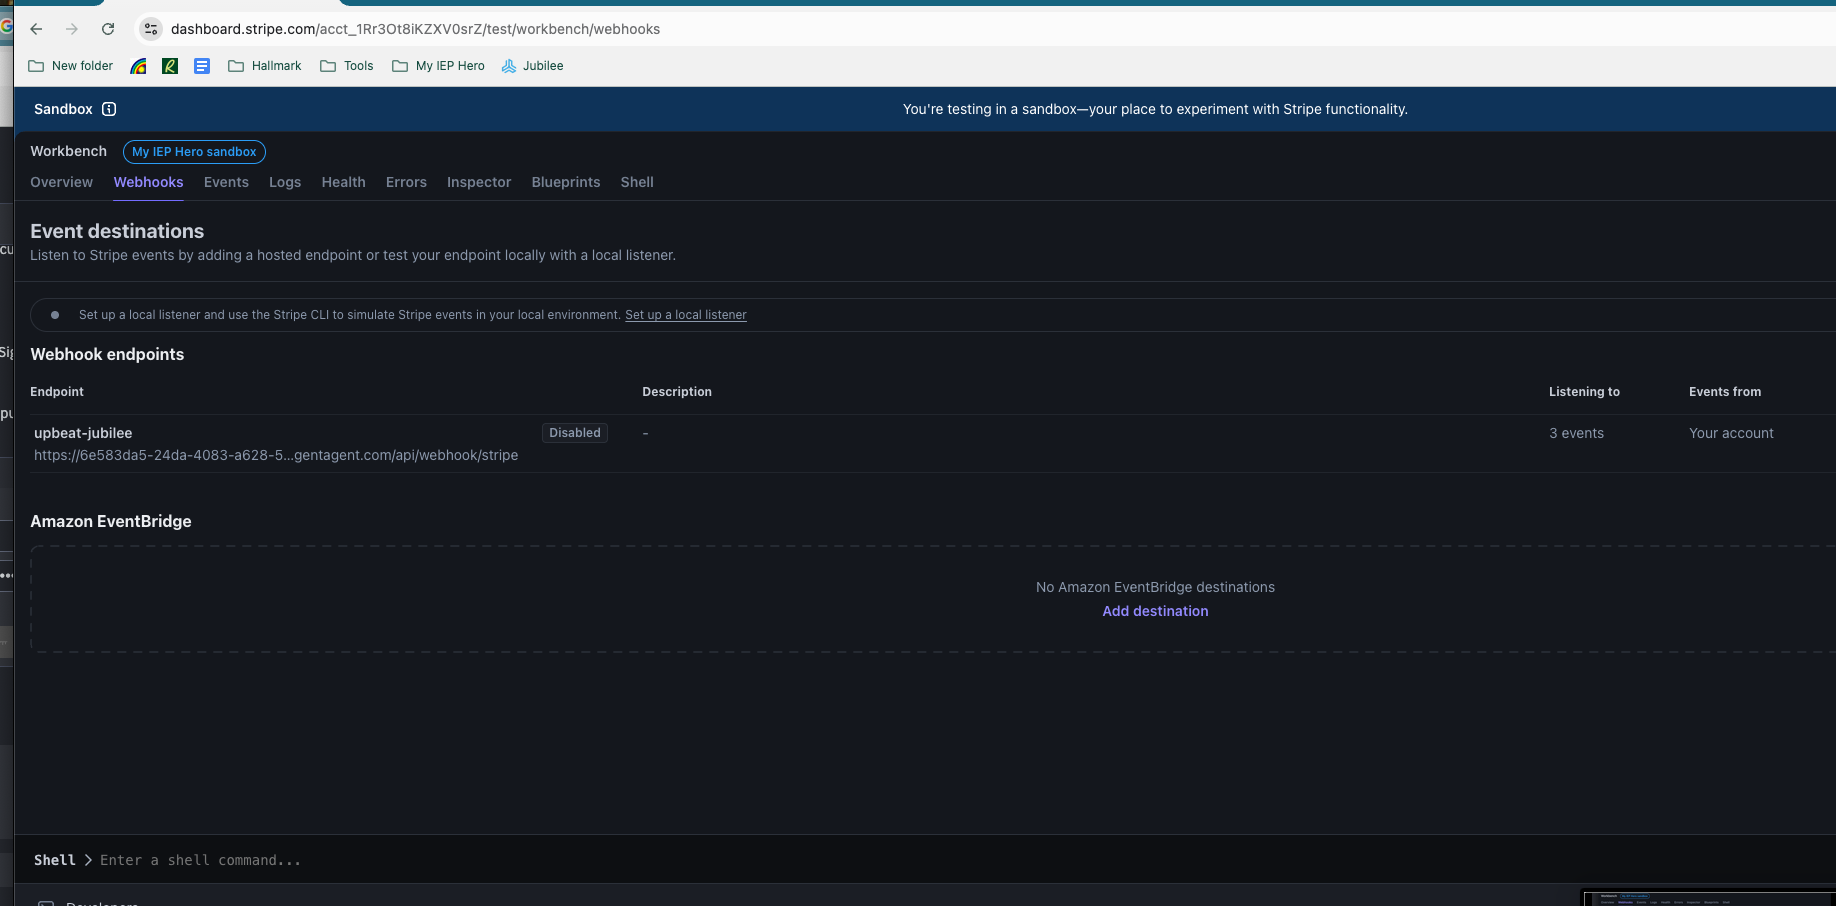 dashboard.stripe.com/acct_1Rr3Ot8iKZXV0srZ/test/workbench/webhooks
New folder Hallmark Tools My IEP Hero Jubilee
Sandbox You're testing in a sandbox—your place to experiment with Stripe functionality.
Workbench My IEP Hero sandbox
Overview Webhooks Events Logs Health Errors Inspector Blueprints Shell
Event destinations
Listen to Stripe events by adding a hosted endpoint or test your endpoint locally with a local listener.
Set up a local listener and use the Stripe CLI to simulate Stripe events in your local environment. Set up a local listener
Webhook endpoints
Endpoint Description Listening to Events from
upbeat-jubilee Disabled - 3 events Your account
https://6e583da5-24da-4083-a628-5...gentagent.com/api/webhook/stripe
Amazon EventBridge
No Amazon EventBridge destinations
Add destination
Shell > Enter a shell command...
Developers